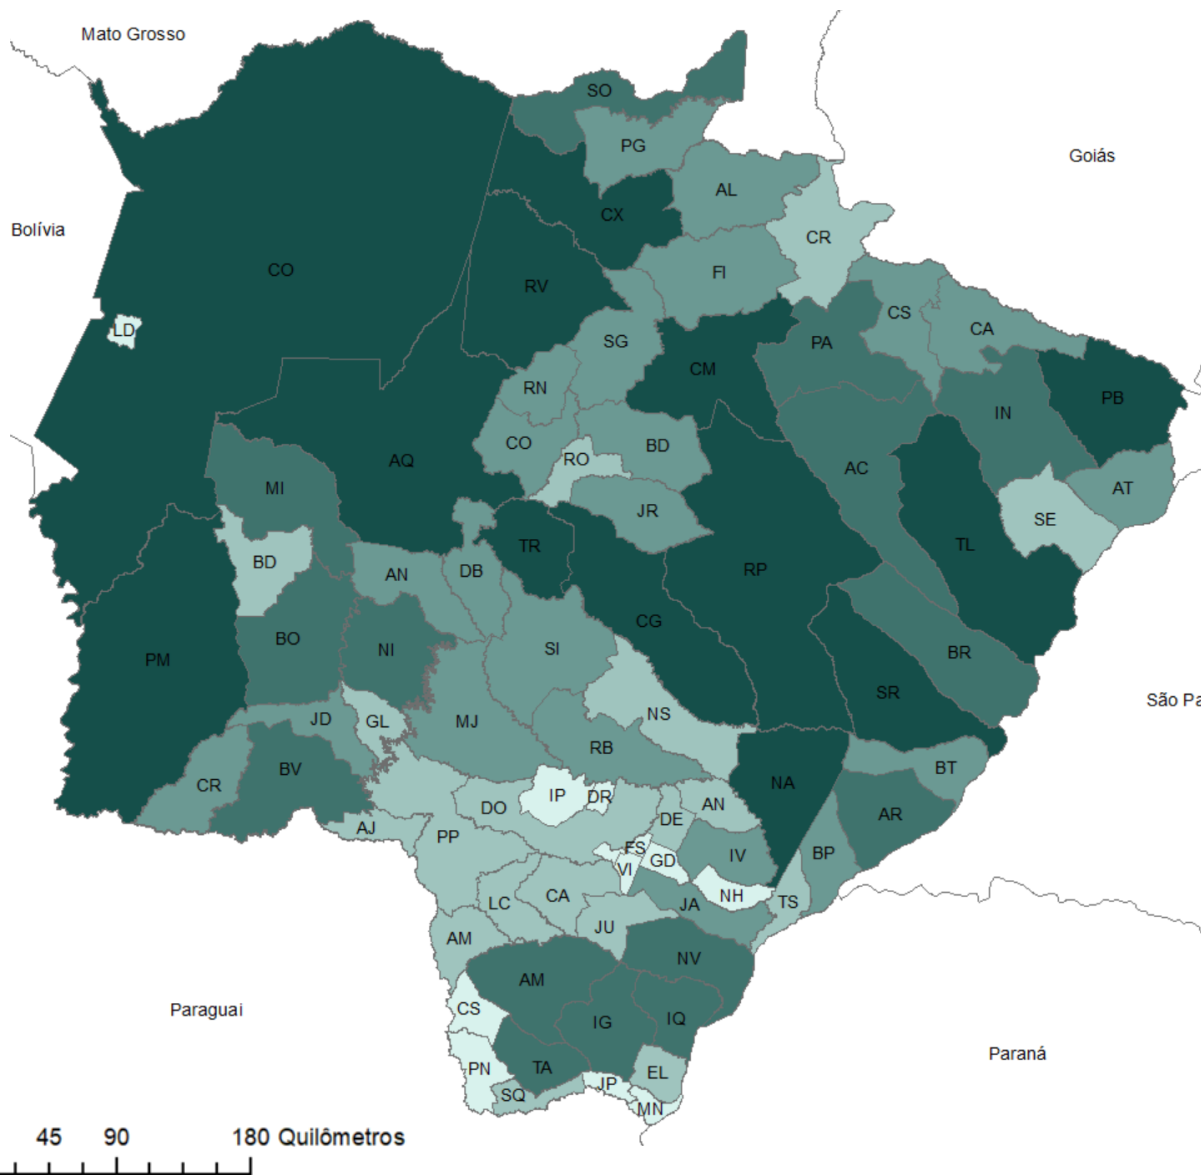 Mato Grosso
SO
PG
Goiás
AL
CX
Bolívia
CR
CO
FI
RV
CS
LD
CA
SG
PA
CM
RN
PB
IN
CO
BD
RO
AQ
AC
MI
AT
JR
SE
TR
TL
BD
AN
DB
RP
CG
BO
NI
SI
BR
PM
SR
São Pa
NS
JD
GL
MJ
RB
BV
BT
CR
NA
IP
DR
AN
DO
AR
DE
AJ
PP
FS
BP
IV
GD
VI
CA
NH
LC
JA
TS
JU
AM
NV
AM
CS
Paraguai
IG
IQ
Paraná
PN
TA
EL
JP
SQ
MN
45 90 180 Quilômetros